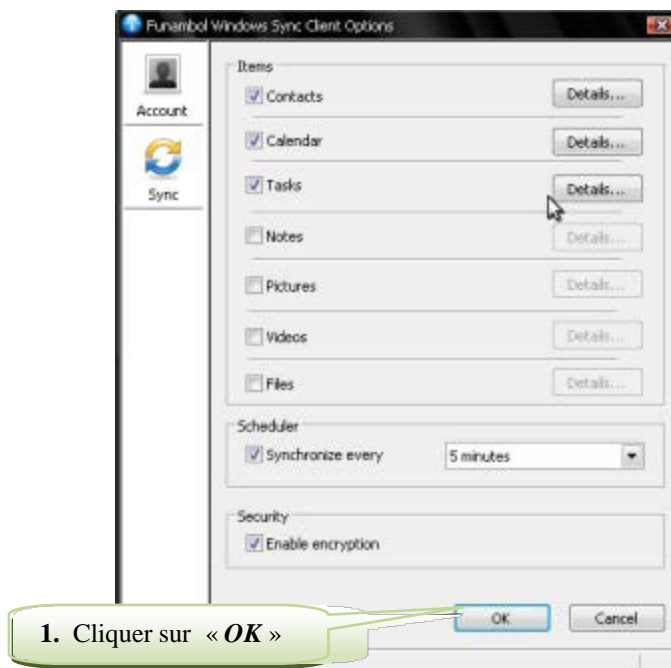 Funambol Windows Sync Client Options
Account
Sync
Items
Contacts
Details...
Calendar
Details...
Tasks
Details...
Notes
Details...
Pictures
Details...
Videos
Details...
Files
Details...
Scheduler
Synchronize every
5 minutes
Security
Enable encryption
OK
Cancel
1. Cliquer sur « OK »